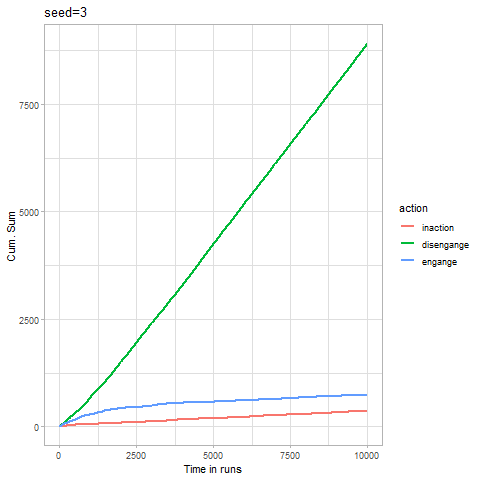 seed=3
7500
5000
2500
0
Cum. Sum
0 2500 5000 7500 10000
Time in runs
action
inaction
disengange
engange